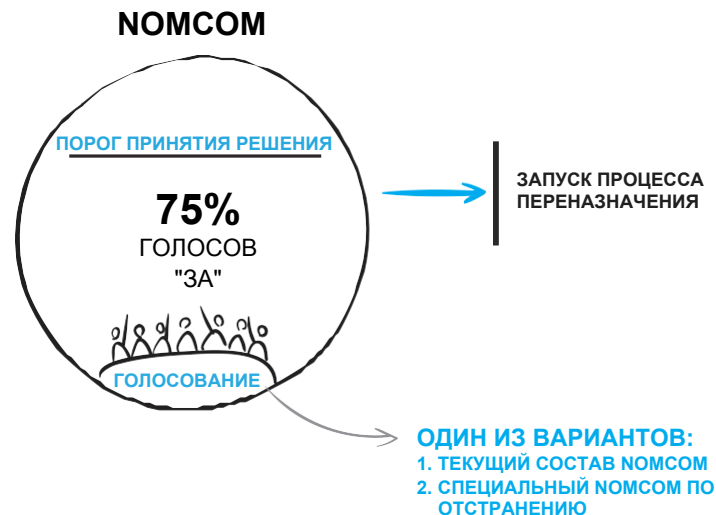 NOMCOM
ПОРОГ ПРИНЯТИЯ РЕШЕНИЯ
75%
ГОЛОСОВ
"ЗА"
ГОЛОСОВАНИЕ
ЗАПУСК ПРОЦЕССА
ПЕРЕНАЗНАЧЕНИЯ
ОДИН ИЗ ВАРИАНТОВ:
1. ТЕКУЩИЙ СОСТАВ NOMCOM
2. СПЕЦИАЛЬНЫЙ NOMCOM ПО
ОТСТРАНЕНИЮ